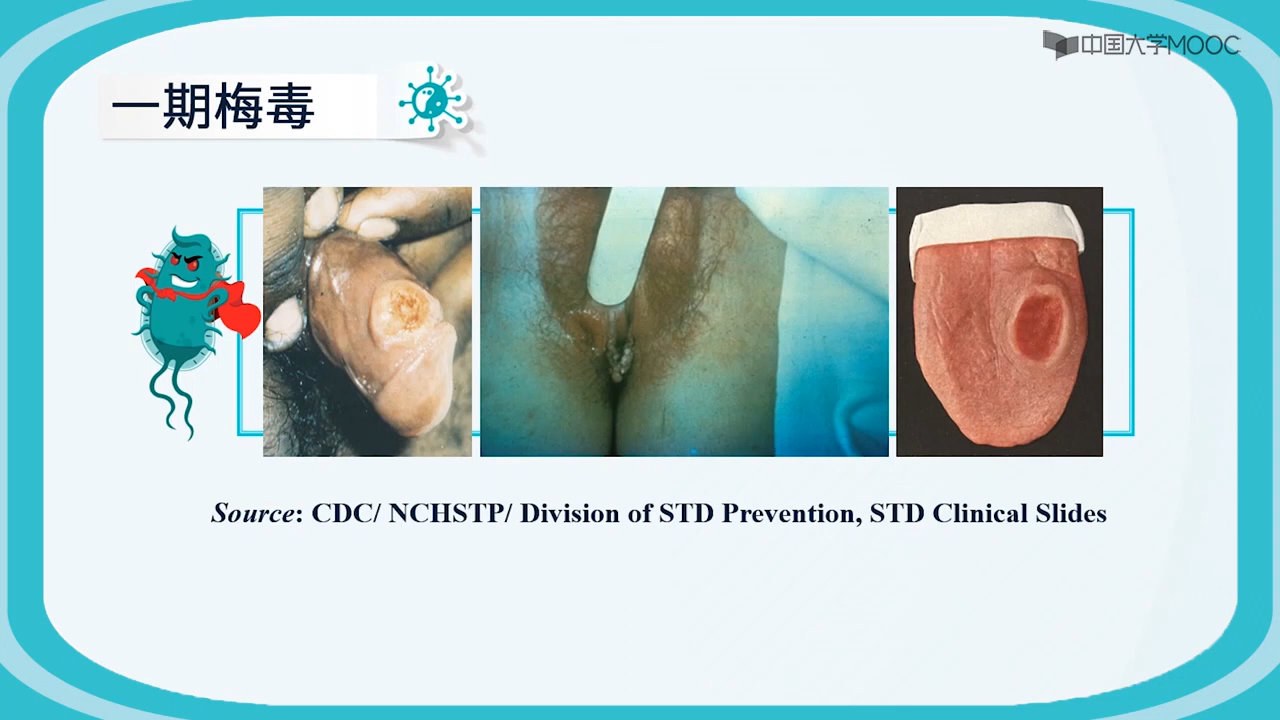 中国大学MOOC
一期梅毒
Source: CDC/ NCHSTP/ Division of STD Prevention, STD Clinical Slides